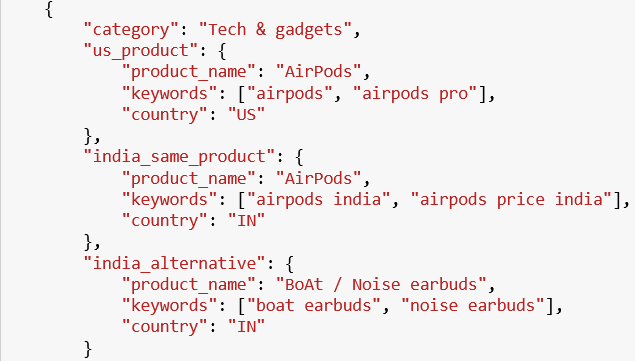 {
"category": "Tech & gadgets",
"us_product": {
"product_name": "AirPods",
"keywords": ["airpods", "airpods pro"],
"country": "US"
},
"india_same_product": {
"product_name": "AirPods",
"keywords": ["airpods india", "airpods price india"],
"country": "IN"
},
"india_alternative": {
"product_name": "BoAt / Noise earbuds",
"keywords": ["boat earbuds", "noise earbuds"],
"country": "IN"
}